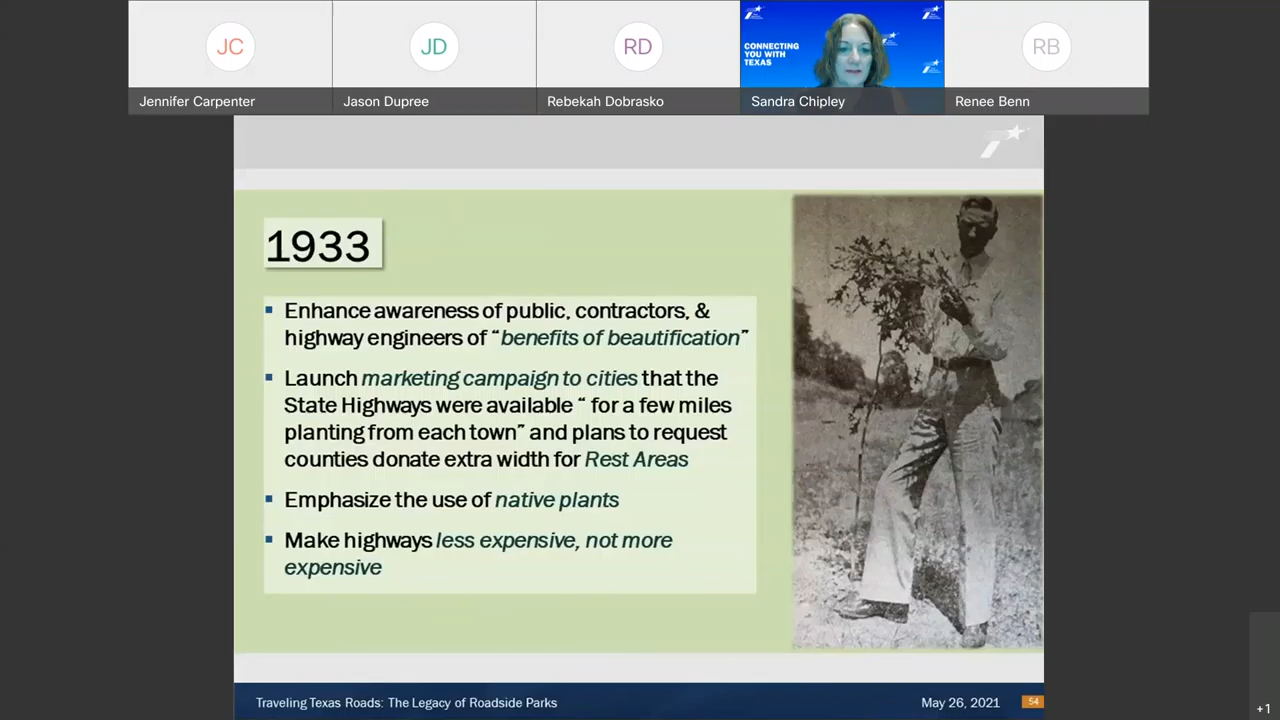 JC
JD
RD
CONNECTING
YOU WITH
TEXAS
RB
Jennifer Carpenter
Jason Dupree
Rebekah Dobrasko
Sandra Chipley
Renee Benn
1933
▪ Enhance awareness of public, contractors, &
highway engineers of “benefits of beautification”
▪ Launch marketing campaign to cities that the
State Highways were available “ for a few miles
planting from each town” and plans to request
counties donate extra width for Rest Areas
▪ Emphasize the use of native plants
▪ Make highways less expensive, not more
expensive
Traveling Texas Roads: The Legacy of Roadside Parks
May 26, 2021
54
+1